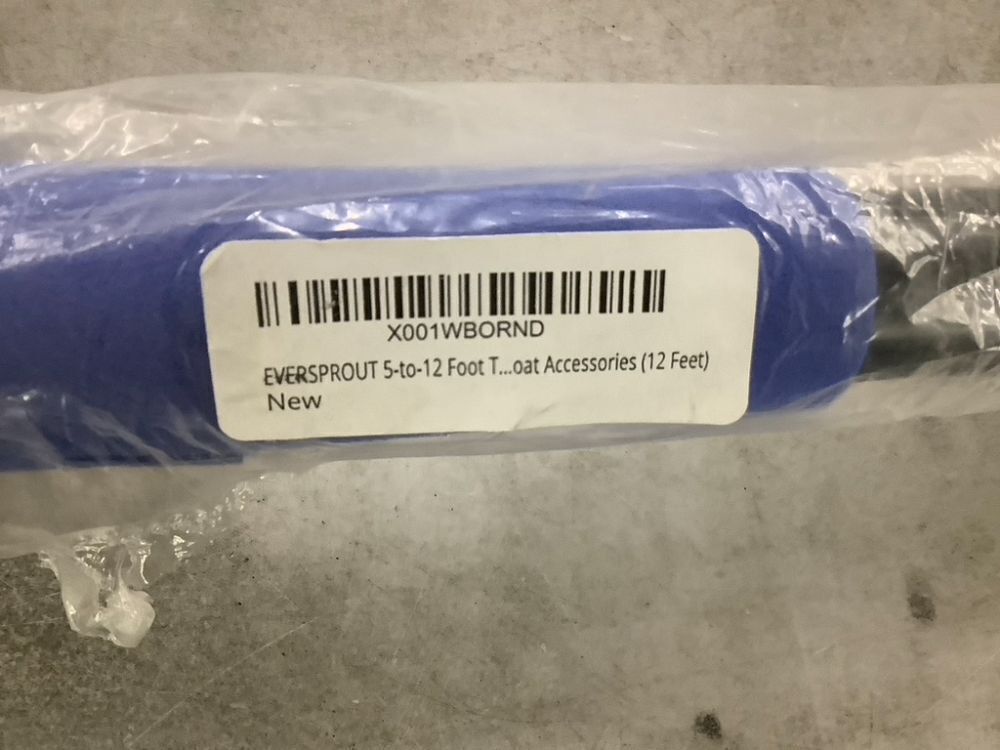 X001WBORND
EVERSPROUT 5-to-12 Foot T...oat Accessories (12 Feet)
New